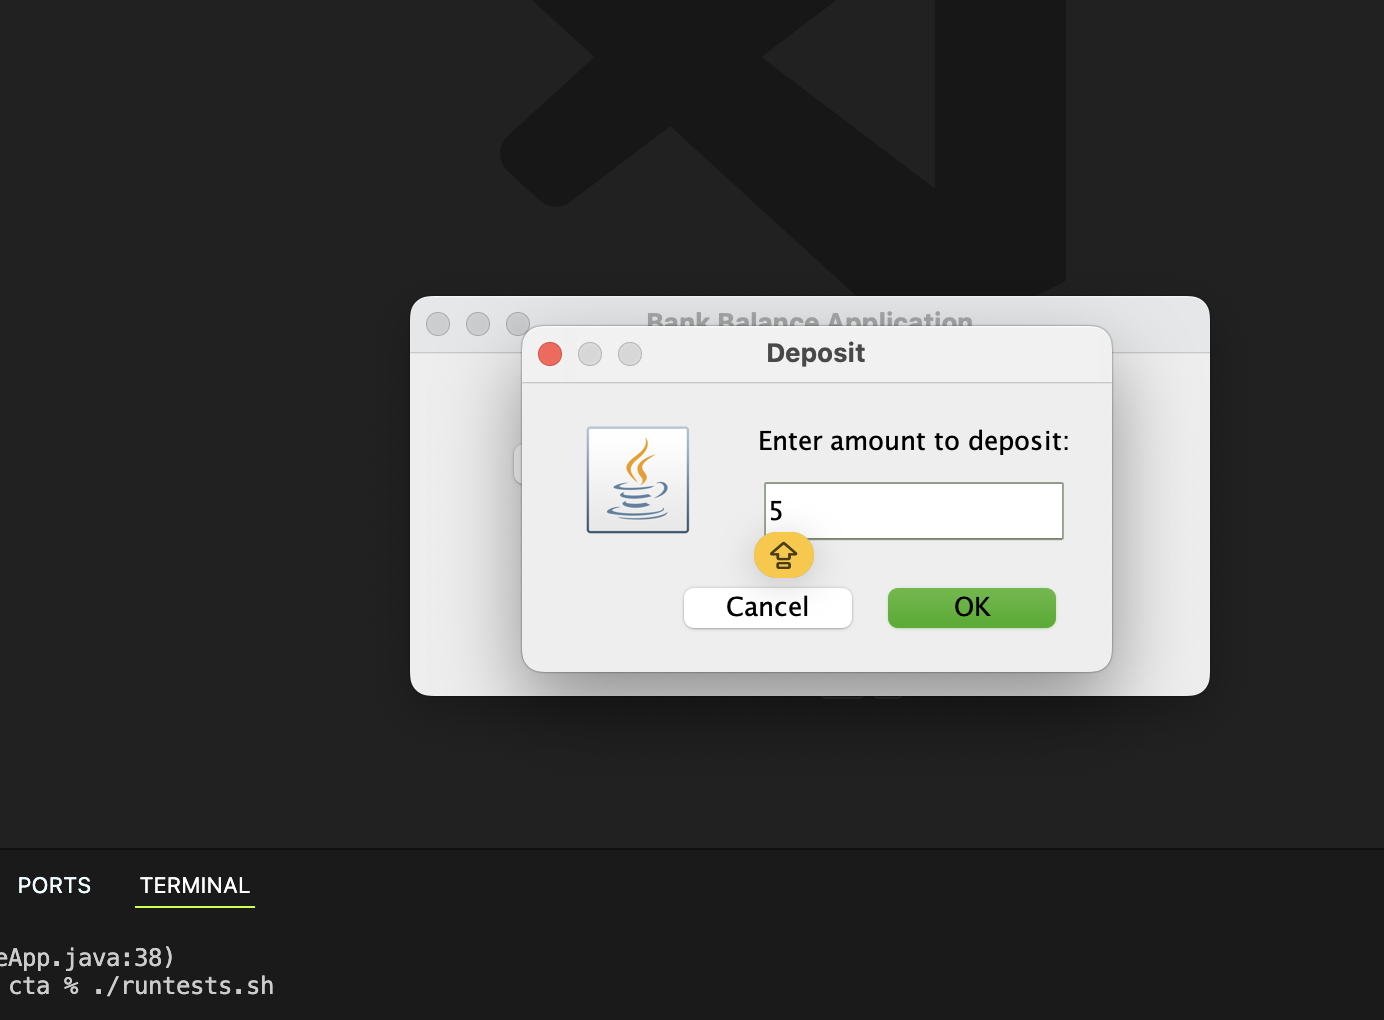 Bank Balance Application
Deposit
Enter amount to deposit:
5
Cancel
OK
PORTS
TERMINAL
eApp.java:38)
cta % ./runtests.sh